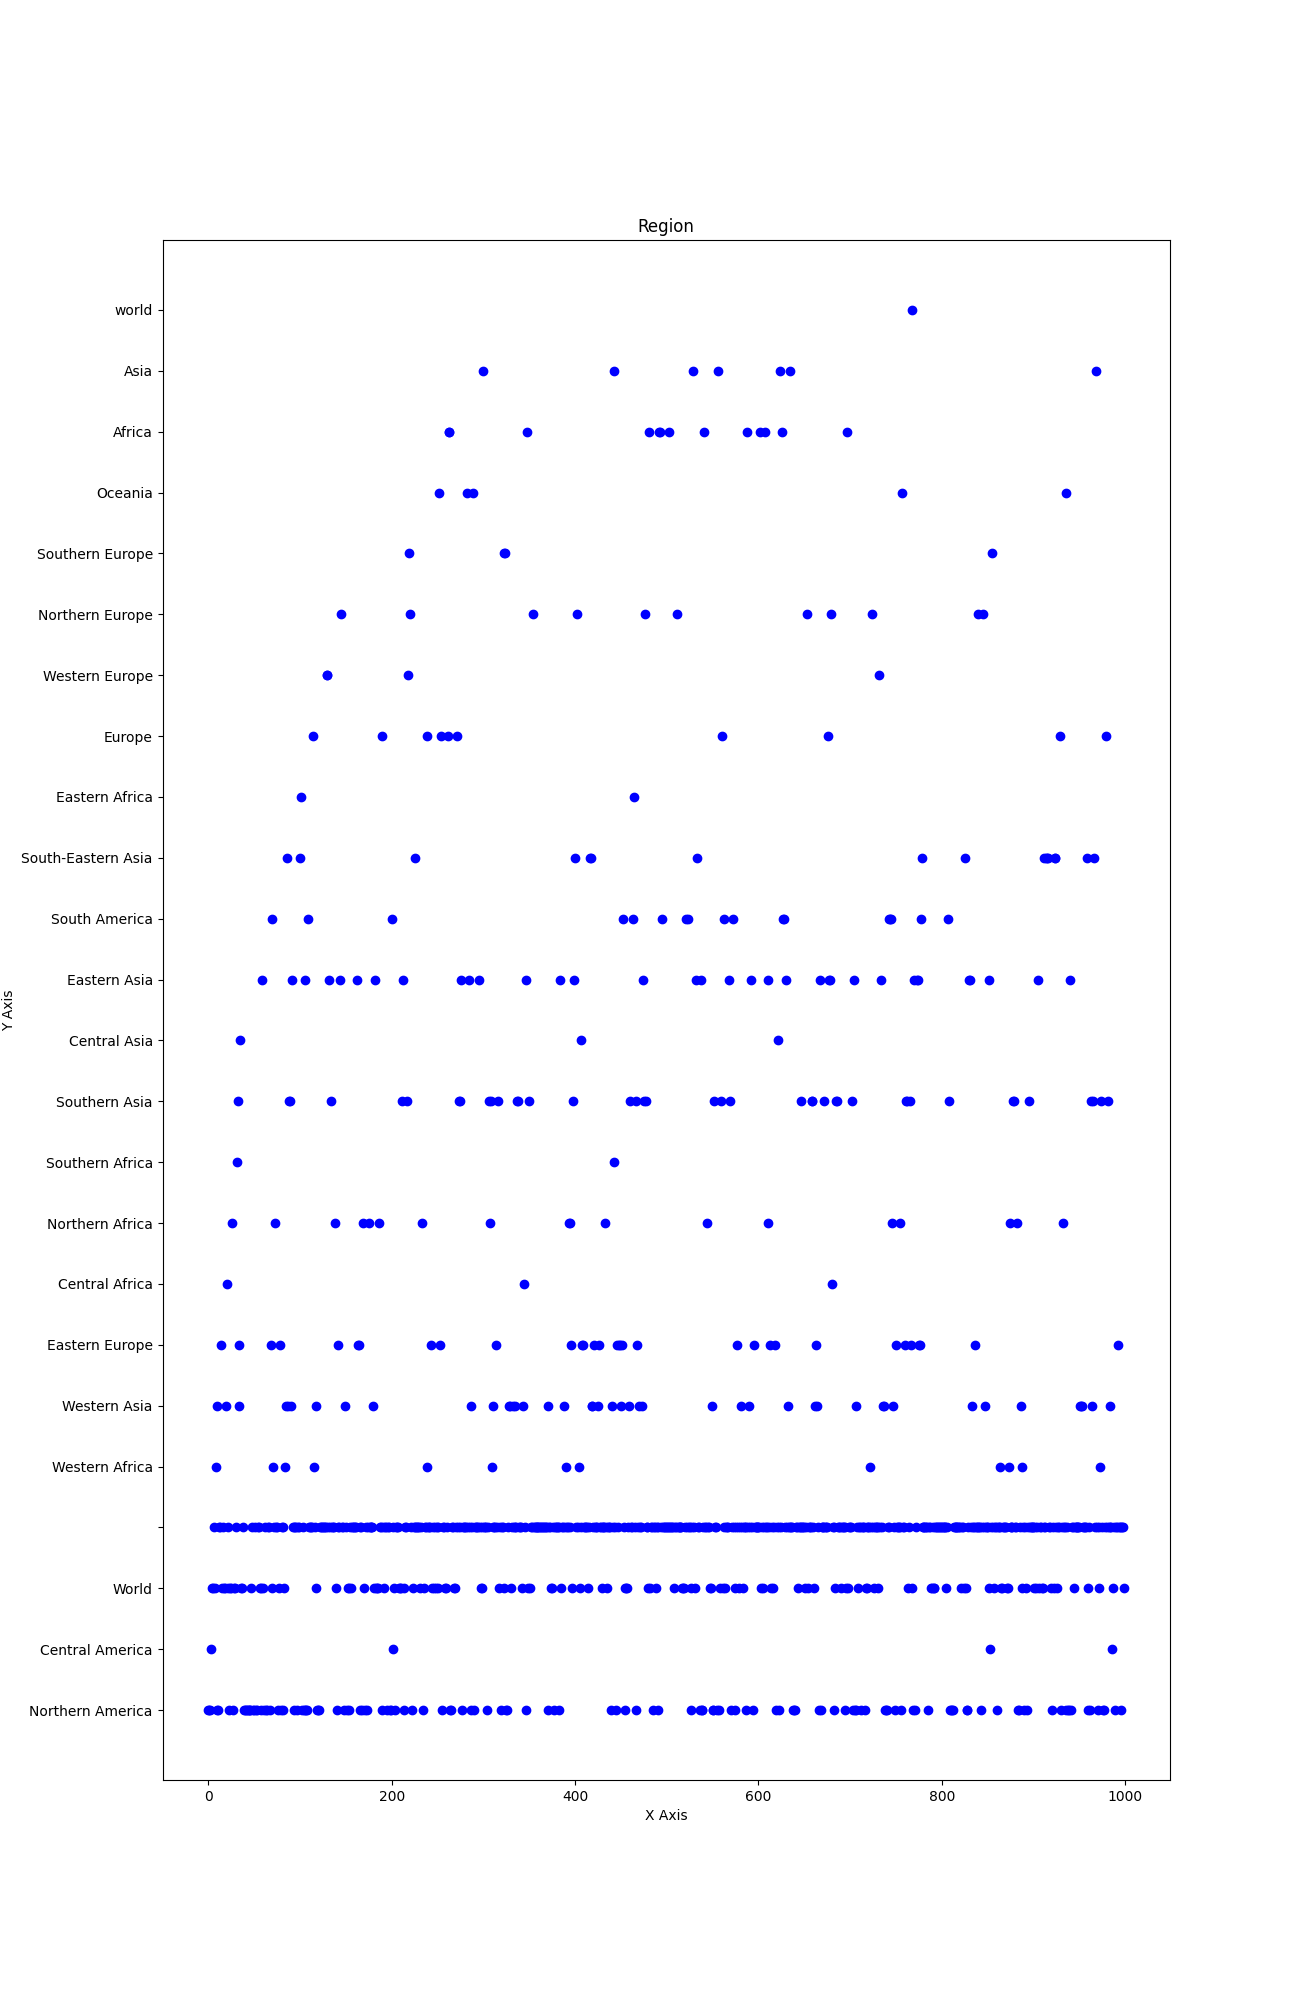 Region
world
Asia
Africa
Oceania
Southern Europe
Northern Europe
Western Europe
Europe
Eastern Africa
South-Eastern Asia
South America
Eastern Asia
Central Asia
Southern Asia
Southern Africa
Northern Africa
Central Africa
Eastern Europe
Western Asia
Western Africa
World
Central America
Northern America
Y Axis
0 200 400 600 800 1000
X Axis